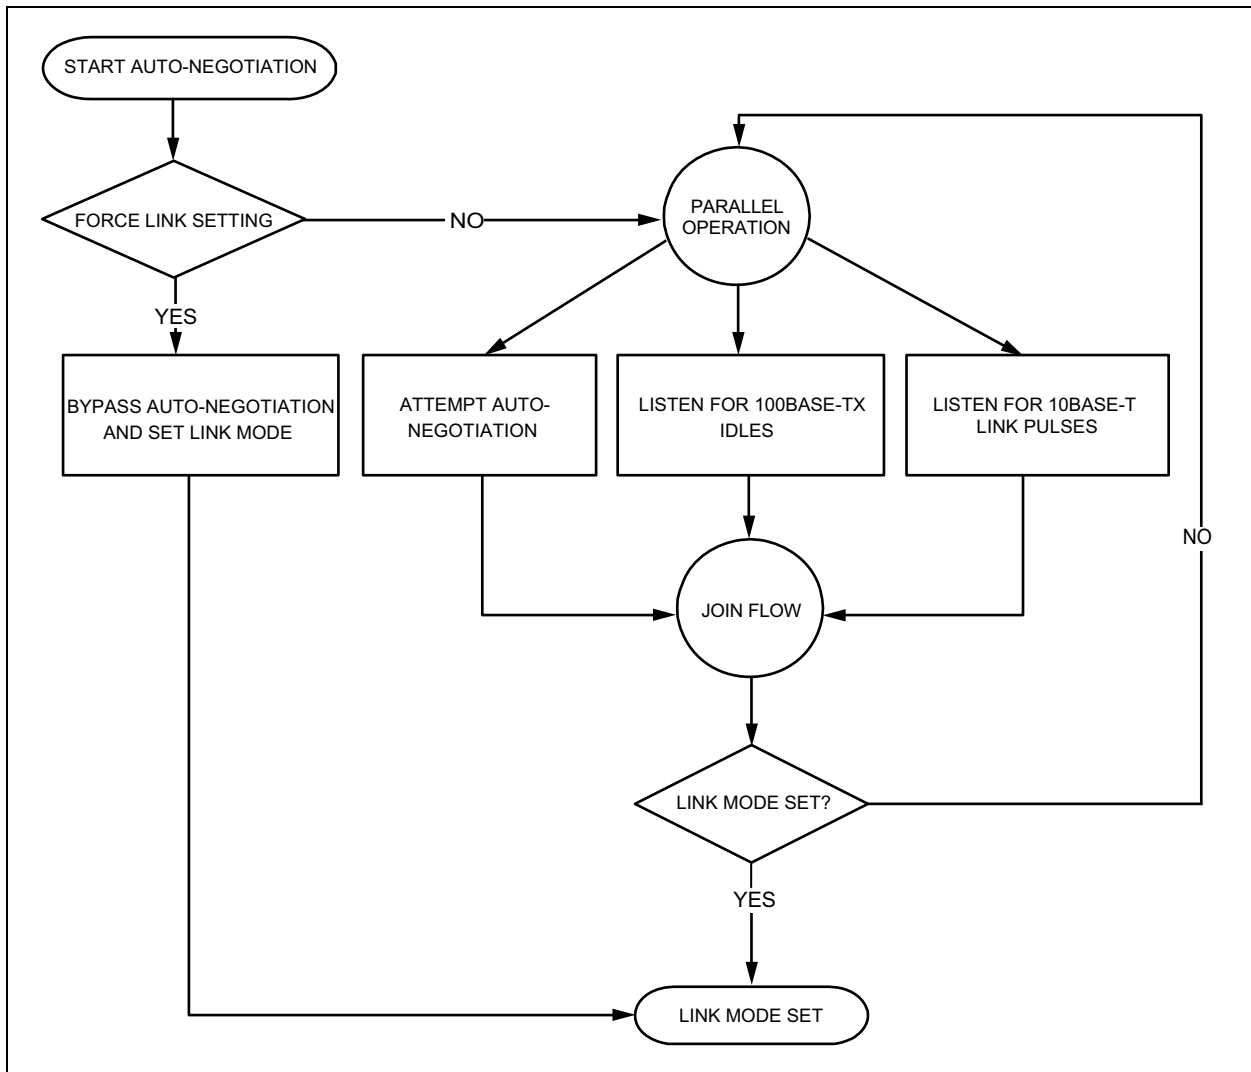 START AUTO-NEGOTIATION
FORCE LINK SETTING
NO
PARALLEL
OPERATION
YES
BYPASS AUTO-NEGOTIATION
AND SET LINK MODE
ATTEMPT AUTO-
NEGOTIATION
LISTEN FOR 100BASE-TX
IDLES
LISTEN FOR 10BASE-T
LINK PULSES
NO
JOIN FLOW
LINK MODE SET?
YES
LINK MODE SET